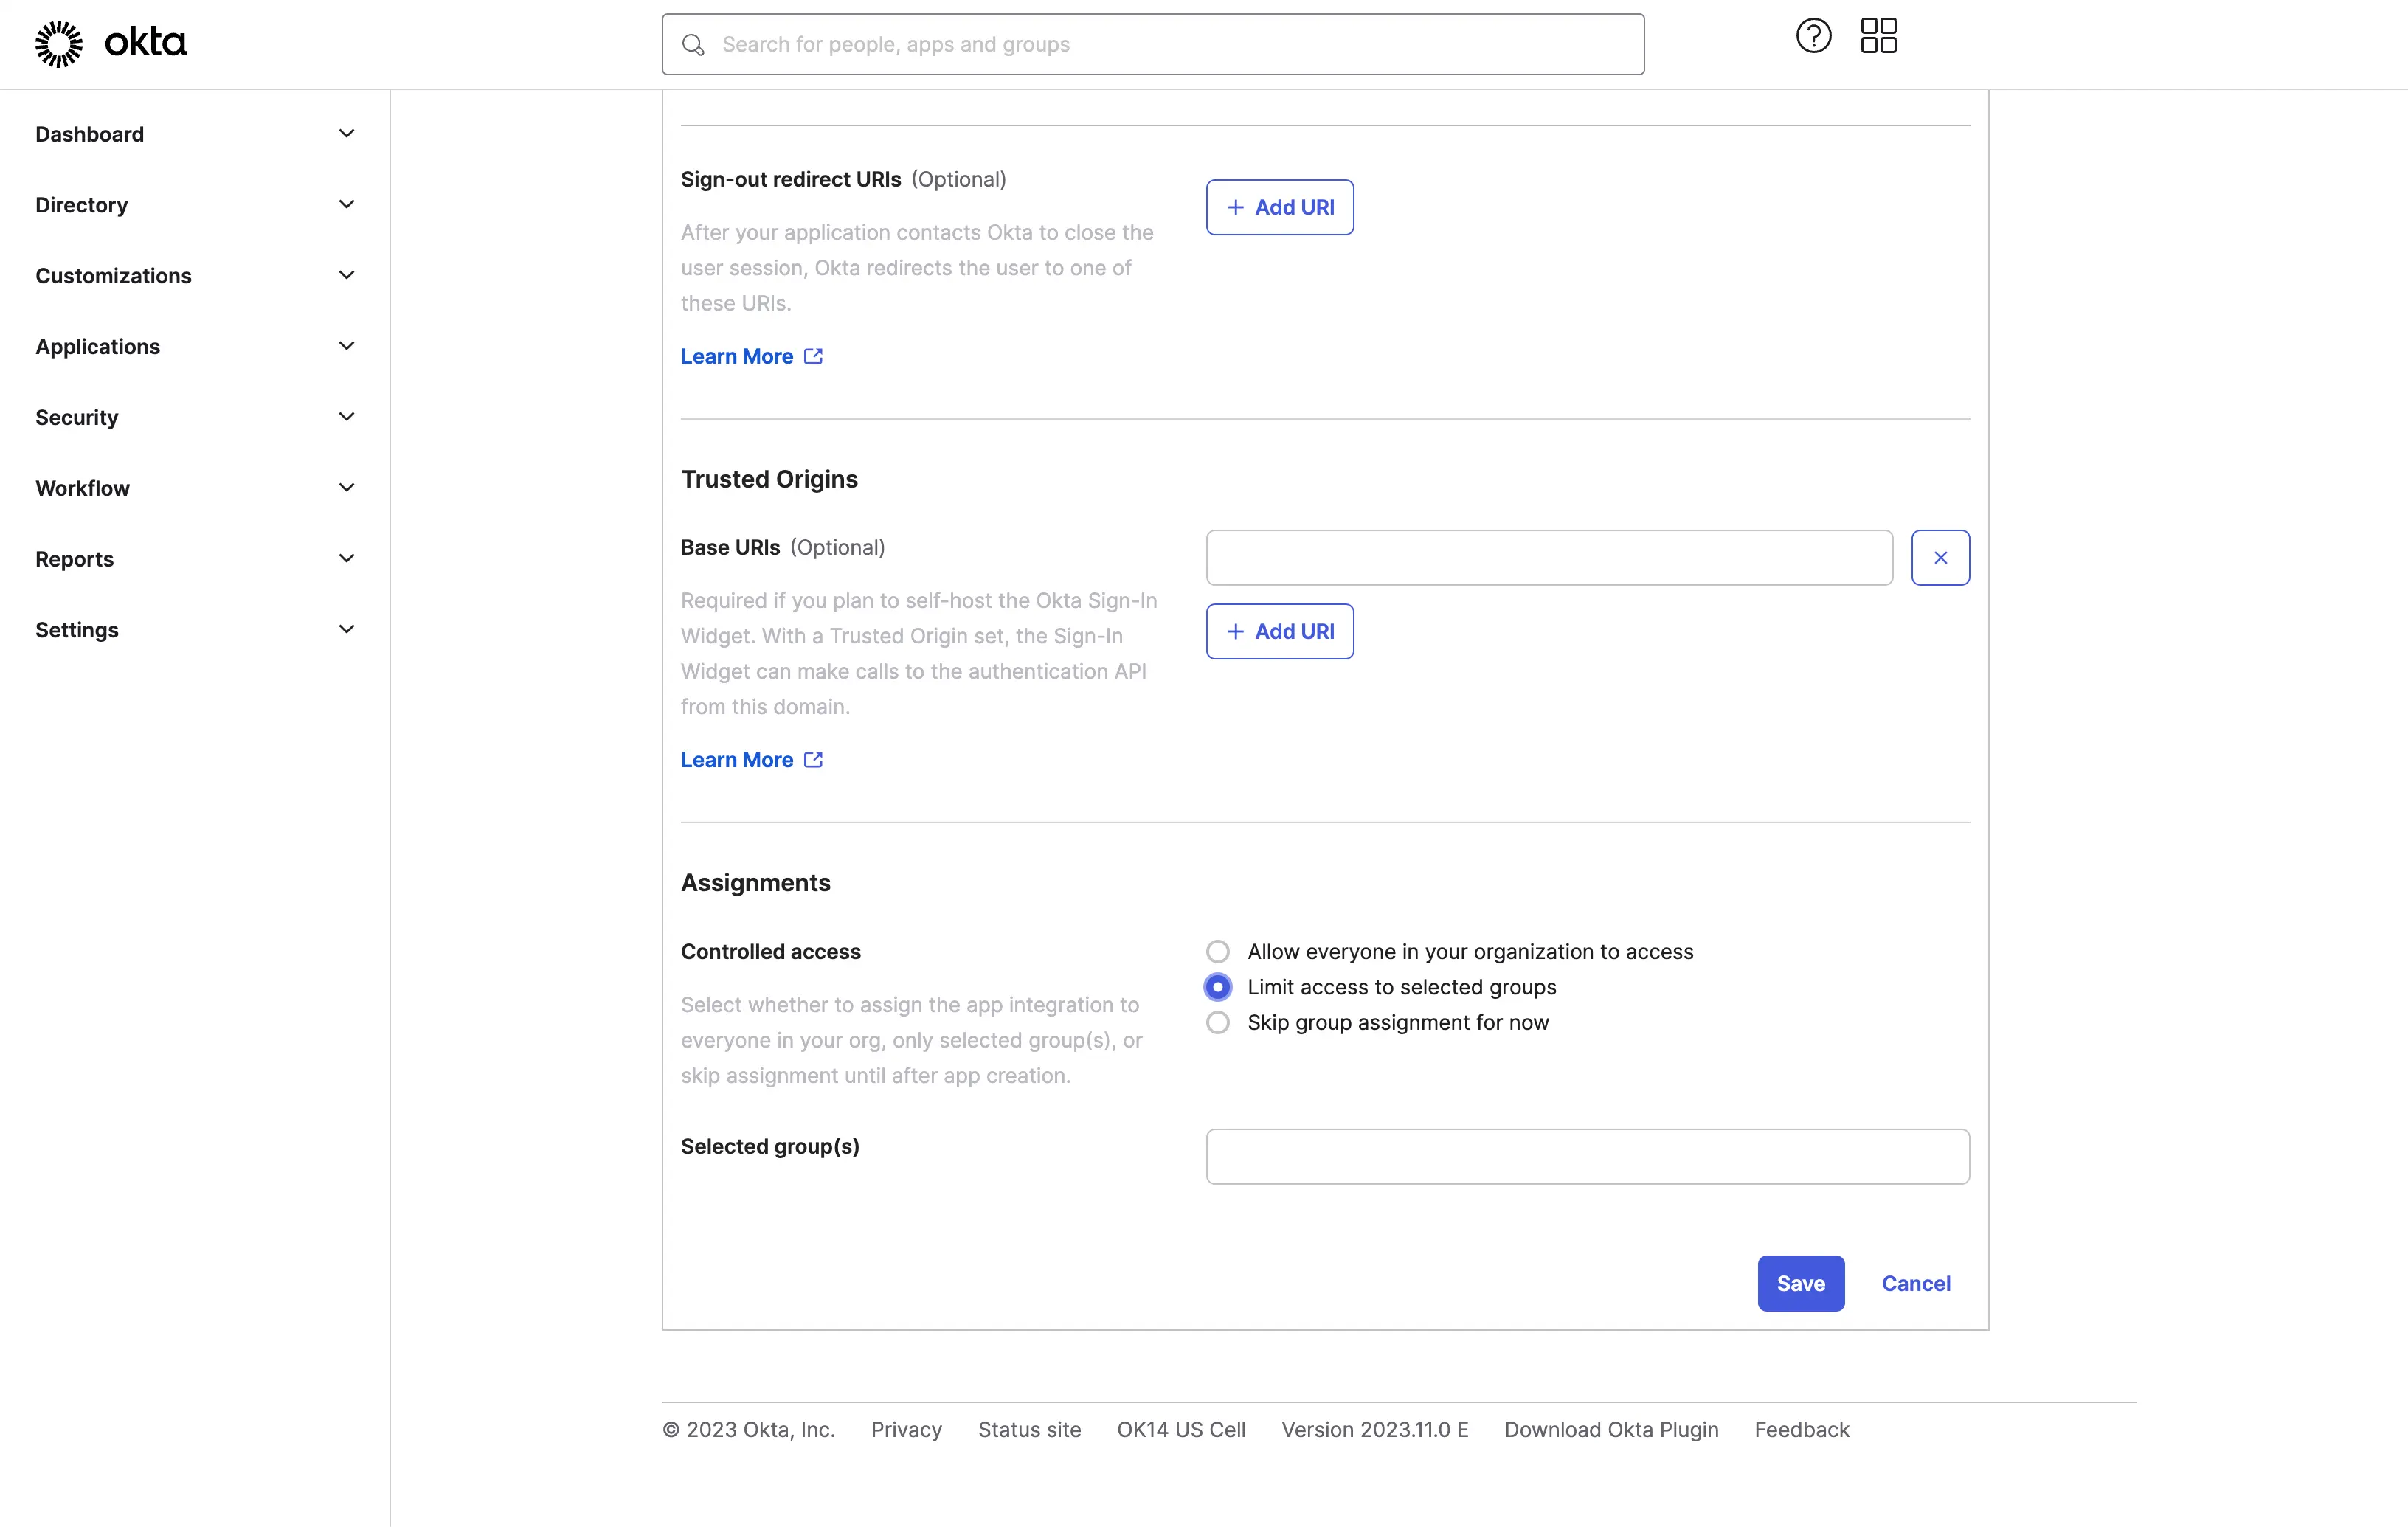 okta
Search for people, apps and groups
Dashboard
Directory
Customizations
Applications
Security
Workflow
Reports
Settings
Sign-out redirect URIs (Optional)
After your application contacts Okta to close the
user session, Okta redirects the user to one of
these URIs.
Learn More
+ Add URI
Trusted Origins
Base URIs (Optional)
Required if you plan to self-host the Okta Sign-In
Widget. With a Trusted Origin set, the Sign-In
Widget can make calls to the authentication API
from this domain.
Learn More
+ Add URI
Assignments
Controlled access
Select whether to assign the app integration to
everyone in your org, only selected group(s), or
skip assignment until after app creation.
Allow everyone in your organization to access
Limit access to selected groups
Skip group assignment for now
Selected group(s)
Save Cancel
© 2023 Okta, Inc. Privacy Status site OK14 US Cell Version 2023.11.0 E Download Okta Plugin Feedback